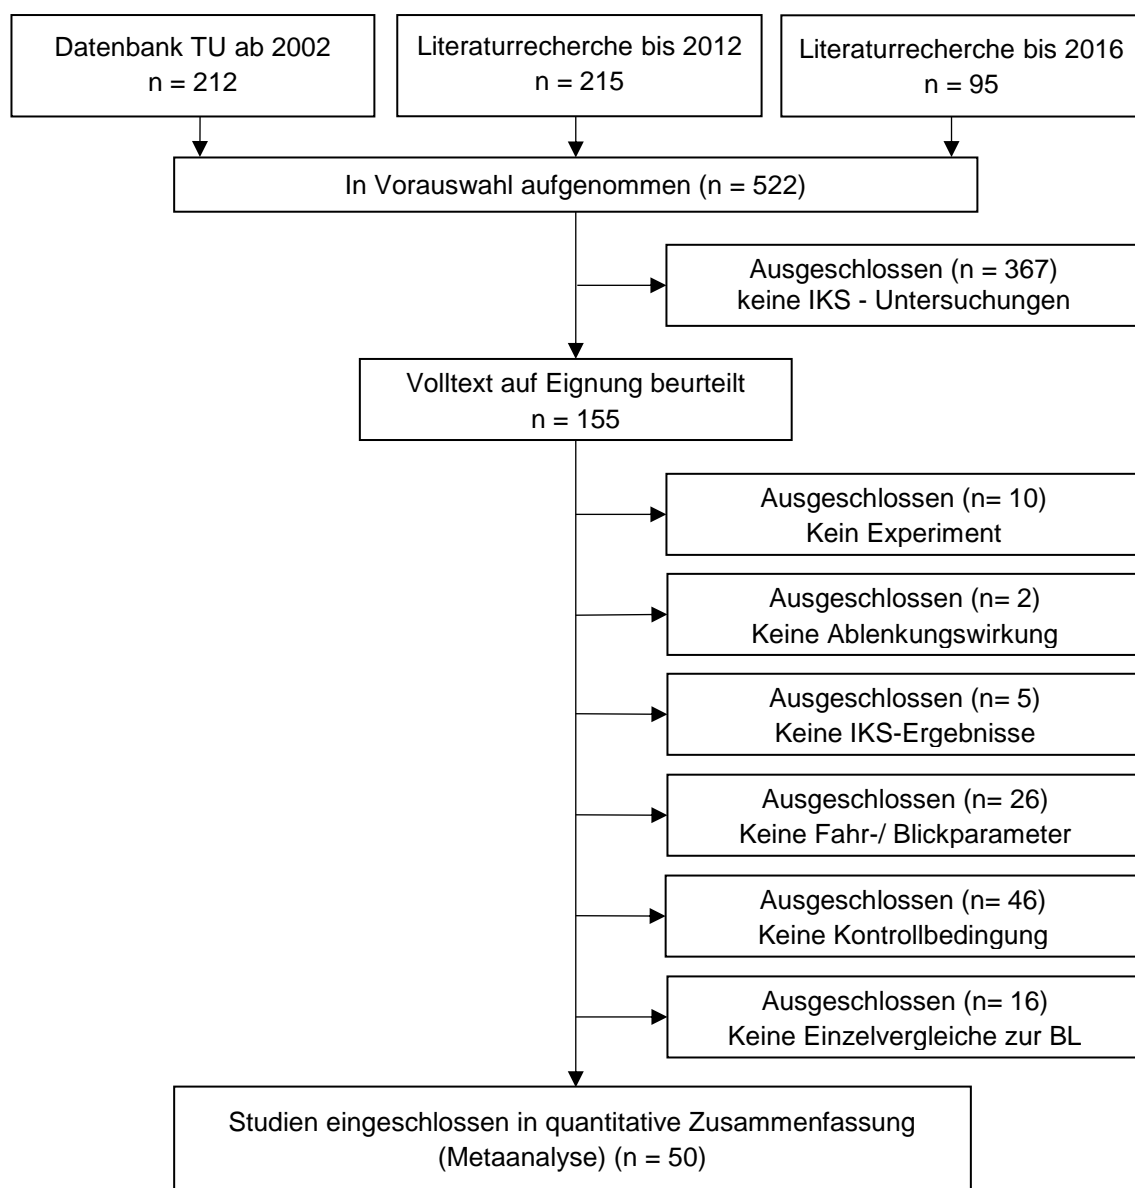 Datenbank TU ab 2002
n = 212
Literaturrecherche bis 2012
n = 215
Literaturrecherche bis 2016
n = 95
In Vorauswahl aufgenommen (n = 522)
Ausgeschlossen (n = 367)
keine IKS - Untersuchungen
Volltext auf Eignung beurteilt
n = 155
Ausgeschlossen (n= 10)
Kein Experiment
Ausgeschlossen (n= 2)
Keine Ablenkungswirkung
Ausgeschlossen (n= 5)
Keine IKS-Ergebnisse
Ausgeschlossen (n= 26)
Keine Fahr-/ Blickparameter
Ausgeschlossen (n= 46)
Keine Kontrollbedingung
Ausgeschlossen (n= 16)
Keine Einzelvergleiche zur BL
Studien eingeschlossen in quantitative Zusammenfassung
(Metaanalyse) (n = 50)